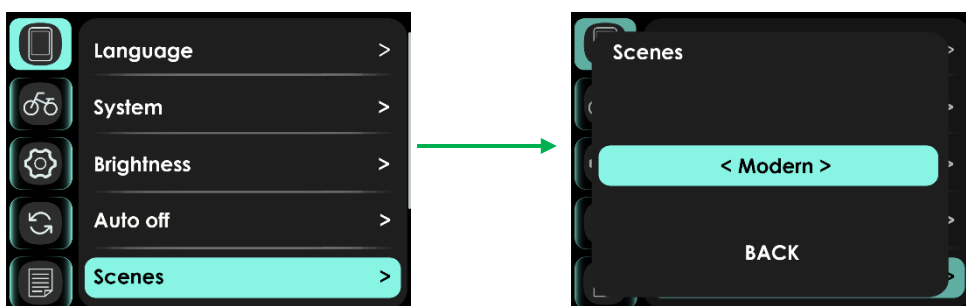 Language >
System >
Brightness >
Auto off >
Scenes >
Scenes
< Modern >
BACK